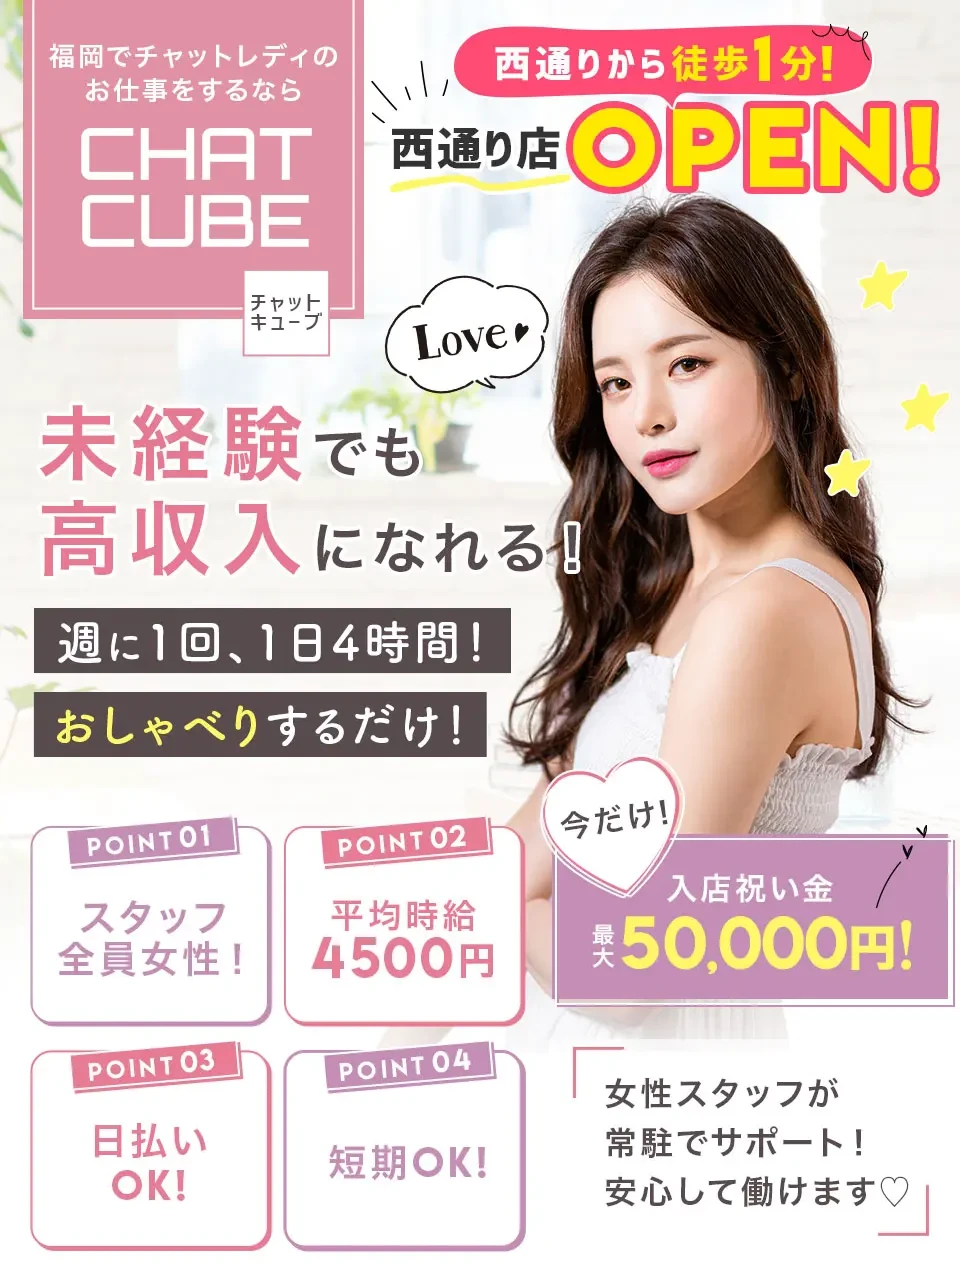 福岡でチャットレディの
お仕事をするなら
CHAT
CUBE
チャット
キューブ
西通りから徒歩1分!
西通り店OPEN!
Love
未経験でも
高収入になれる!
週に1回、1日4時間!
おしゃべりするだけ!
POINT 01
スタッフ
全員女性!
POINT 02
平均時給
4500円
今だけ!
入店祝い金
最大50,000円!
POINT 03
日払い
OK!
POINT 04
短期OK!
女性スタッフが
常駐でサポート!
安心して働けます♡